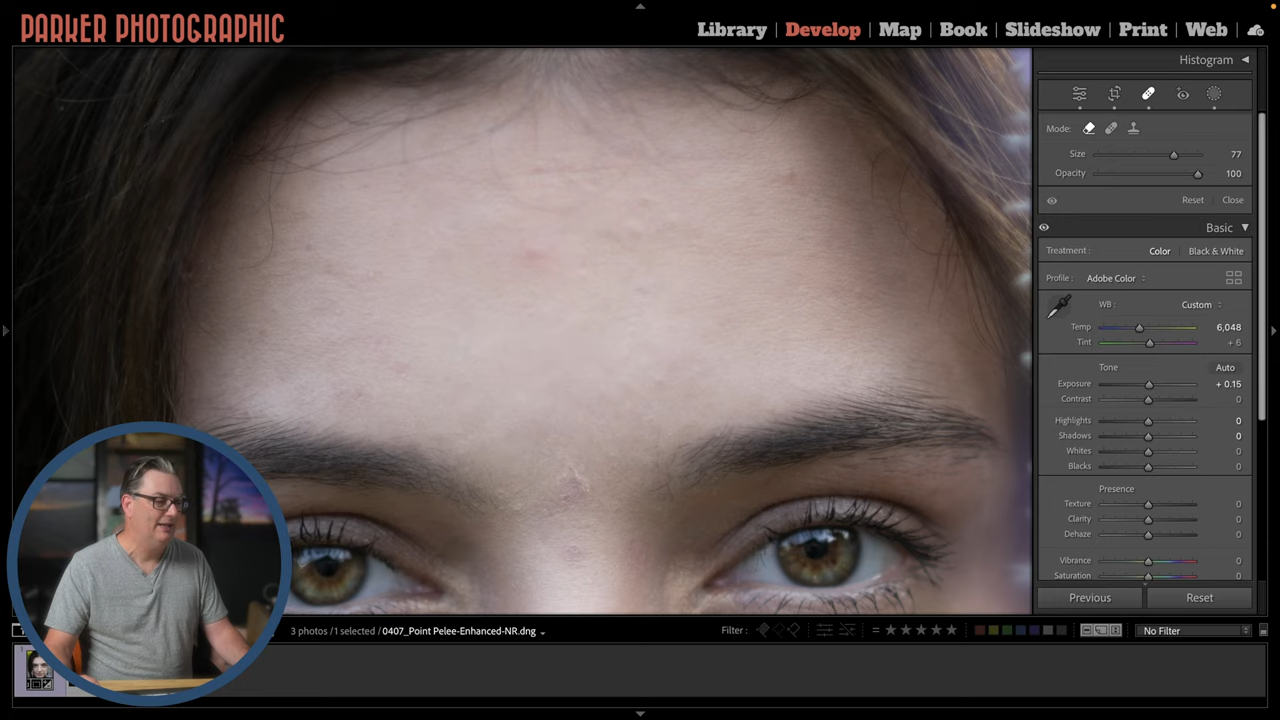 PARKER PHOTOGRAPHIC
Library | Develop | Map | Book | Slideshow | Print | Web
Histogram
Mode:
Size 77
Opacity 100
Reset Close
Basic
Treatment : Color Black & White
Profile : Adobe Color
WB : Custom
Temp 6,048
Tint + 6
Tone Auto
Exposure + 0.15
Contrast 0
Highlights 0
Shadows 0
Whites 0
Blacks 0
Presence
Texture 0
Clarity 0
Dehaze 0
Vibrance 0
Saturation 0
Previous Reset
3 photos / 1 selected / 0407_Point Pelee-Enhanced-NR.dng
Filter :
No Filter
1